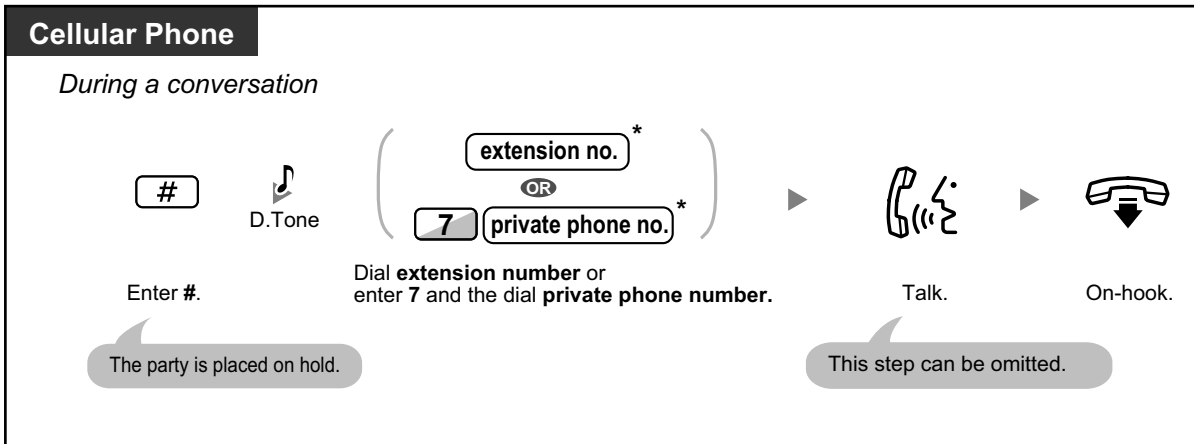 Cellular Phone
During a conversation
#
D.Tone
extension no.*
OR
7 private phone no.*
Enter #.
Dial extension number or
enter 7 and the dial private phone number.
Talk.
On-hook.
The party is placed on hold.
This step can be omitted.